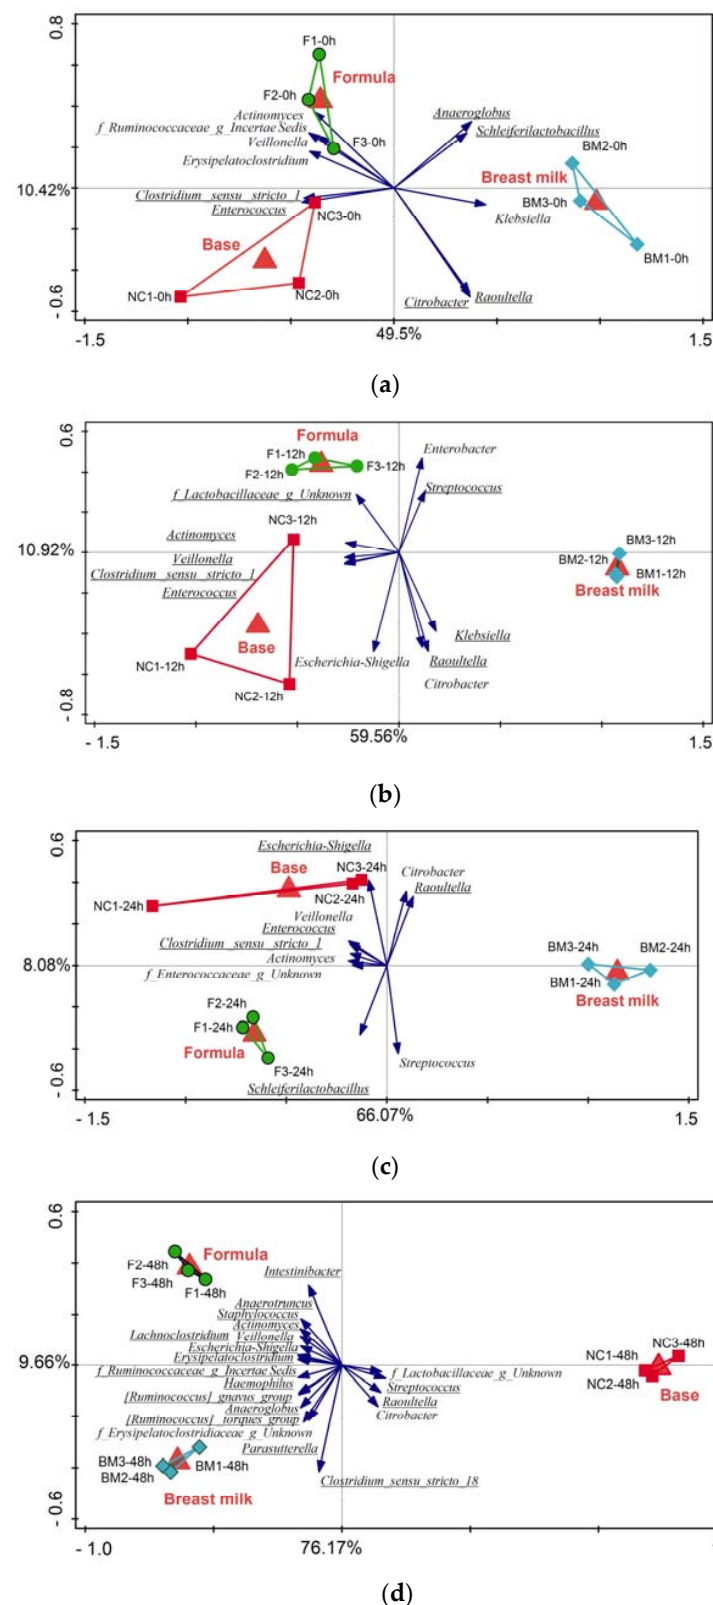 0.8
F1-0h
Formula
F2-0h
Actinomyces
f_Ruminococcaceae_g_Incertae Sedis
F3-0h
Veillonella
Erysipelatoclostridium
Anaeroglobus
Schleiferilactobacillus
BM2-0h
Breast milk
10.42%
Clostridium_sensu_stricto_1
BM3-0h
Klebsiella
Enterococcus
NC3-0h
Base
BM1-0h
NC1-0h
NC2-0h
Citrobacter
Raoultella
- 0.6
-1.5
49.5%
1.5
(a)
0.6
Formula
F1-12h
F2-12h
F3-12h
Enterobacter
f_Lactobacillaceae_g_Unknown
Streptococcus
NC3-12h
Actinomyces
BM3-12h
10.92%
Veillonella
BM2-12h
Clostridium_sensu_stricto_1
BM1-12h
Enterococcus
Breast milk
Base
Klebsiella
NC1-12h
Escherichia-Shigella
Raoultella
NC2-12h
Citrobacter
- 0.8
- 1.5
59.56%
1.5
(b)
0.6
Escherichia-Shigella
Base
NC3-24h
Citrobacter
NC2-24h
Raoultella
NC1-24h
Veillonella
Enterococcus
Clostridium_sensu_stricto_1
BM3-24h
BM2-24h
Actinomyces
8.08%
f_Enterococcaceae_g_Unknown
BM1-24h
Breast milk
F2-24h
F1-24h
Formula
F3-24h
Streptococcus
Schleiferilactobacillus
- 0.6
- 1.5
66.07%
1.5
(c)
0.6
Formula
F2-48h
F3-48h
F1-48h
Intestinibacter
Anaerotruncus
Staphylococcus
Actinomyces
Lachnoclostridium
Veillonella
Escherichia-Shigella
NC3-48h
Erysipelatoclostridium
NC1-48h
9.66%
f_Ruminococcaceae_g_Incertae Sedis
f_Lactobacillaceae_g_Unknown
Haemophilus
Streptococcus
NC2-48h
Base
[Ruminococcus]_gnavus_group
Raoultella
Anaeroglobus
Citrobacter
[Ruminococcus]_torques_group
f_Erysipelatoclostridiaceae_g_Unknown
Parasutterella
BM3-48h
BM1-48h
BM2-48h
Clostridium_sensu_stricto_18
Breast milk
- 0.6
- 1.0
76.17%
(d)